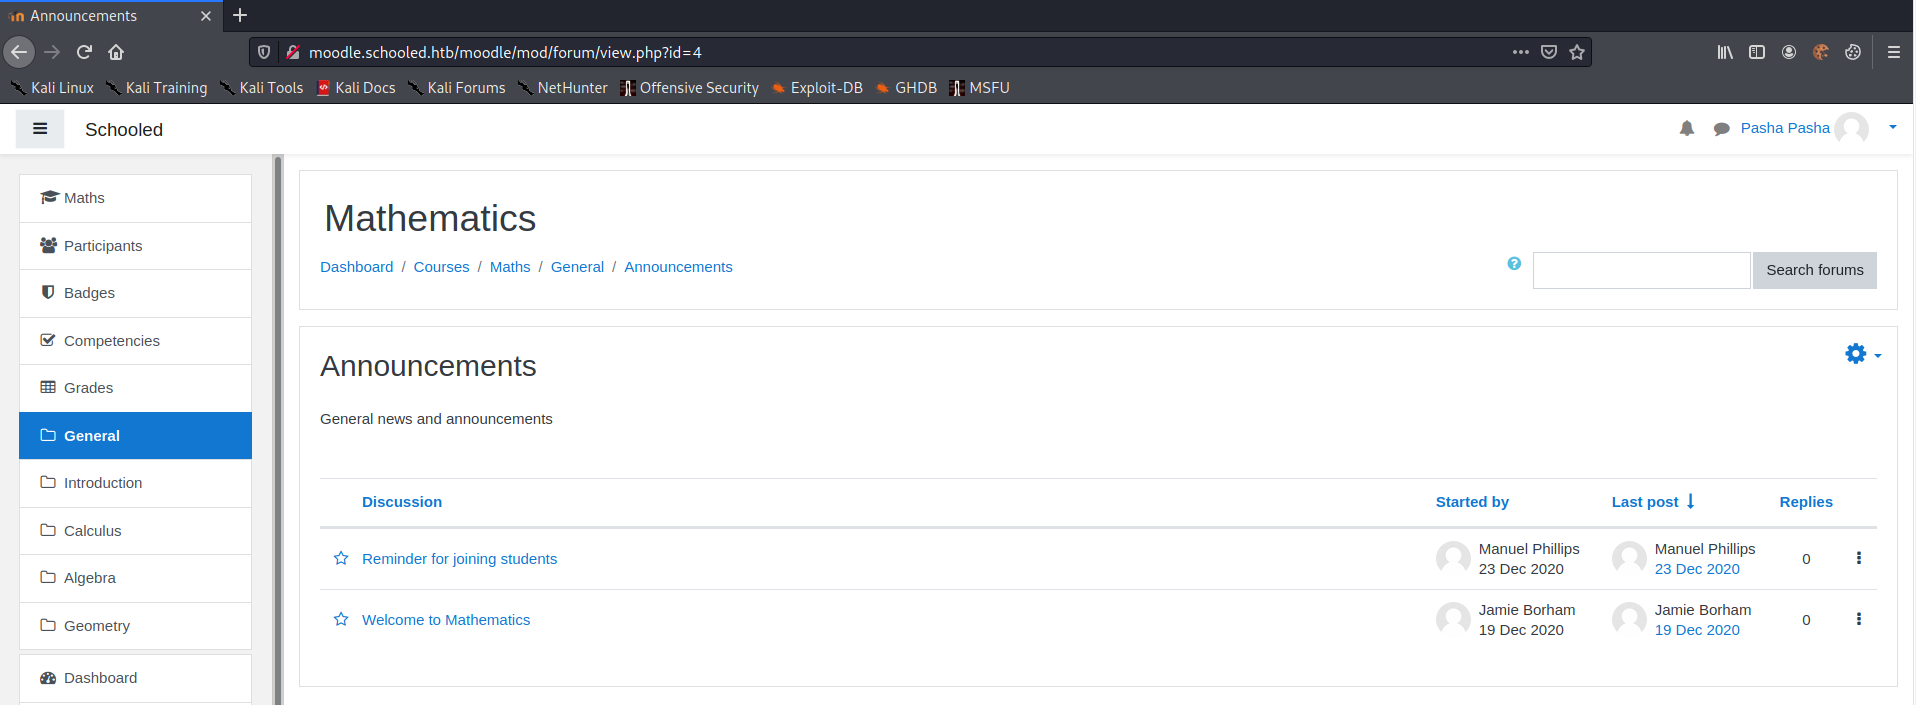 Announcements
moodle.schooled.htb/moodle/mod/forum/view.php?id=4
Kali Linux Kali Training Kali Tools Kali Docs Kali Forums NetHunter Offensive Security Exploit-DB GHDB MSFU
Schooled
Pasha Pasha
Maths
Participants
Badges
Competencies
Grades
General
Introduction
Calculus
Algebra
Geometry
Dashboard
Mathematics
Dashboard / Courses / Maths / General / Announcements
Search forums
Announcements
General news and announcements
Discussion Started by Last post Replies
Reminder for joining students Manuel Phillips Manuel Phillips 0
23 Dec 2020 23 Dec 2020
Welcome to Mathematics Jamie Borham Jamie Borham 0
19 Dec 2020 19 Dec 2020